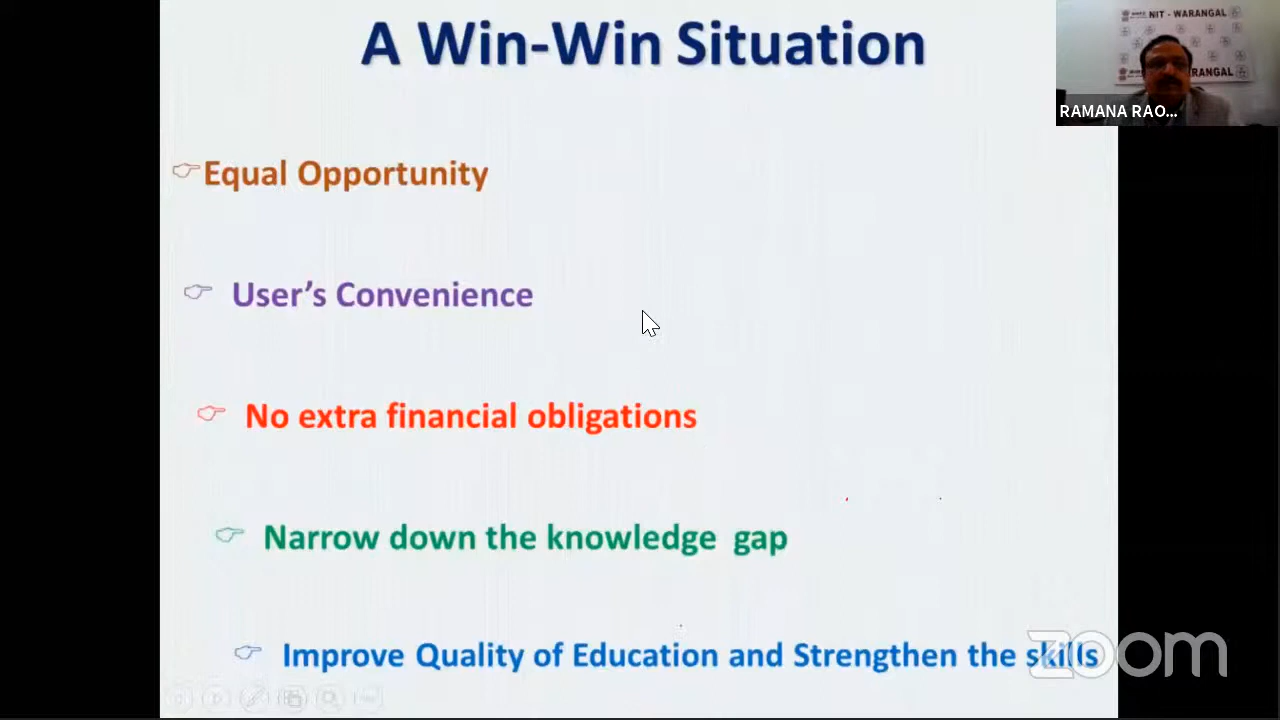 A Win-Win Situation
NIT - WARANGAL
RANGAL
RAMANA RAO...
Equal Opportunity
User's Convenience
No extra financial obligations
Narrow down the knowledge gap
Improve Quality of Education and Strengthen the skills
zoom